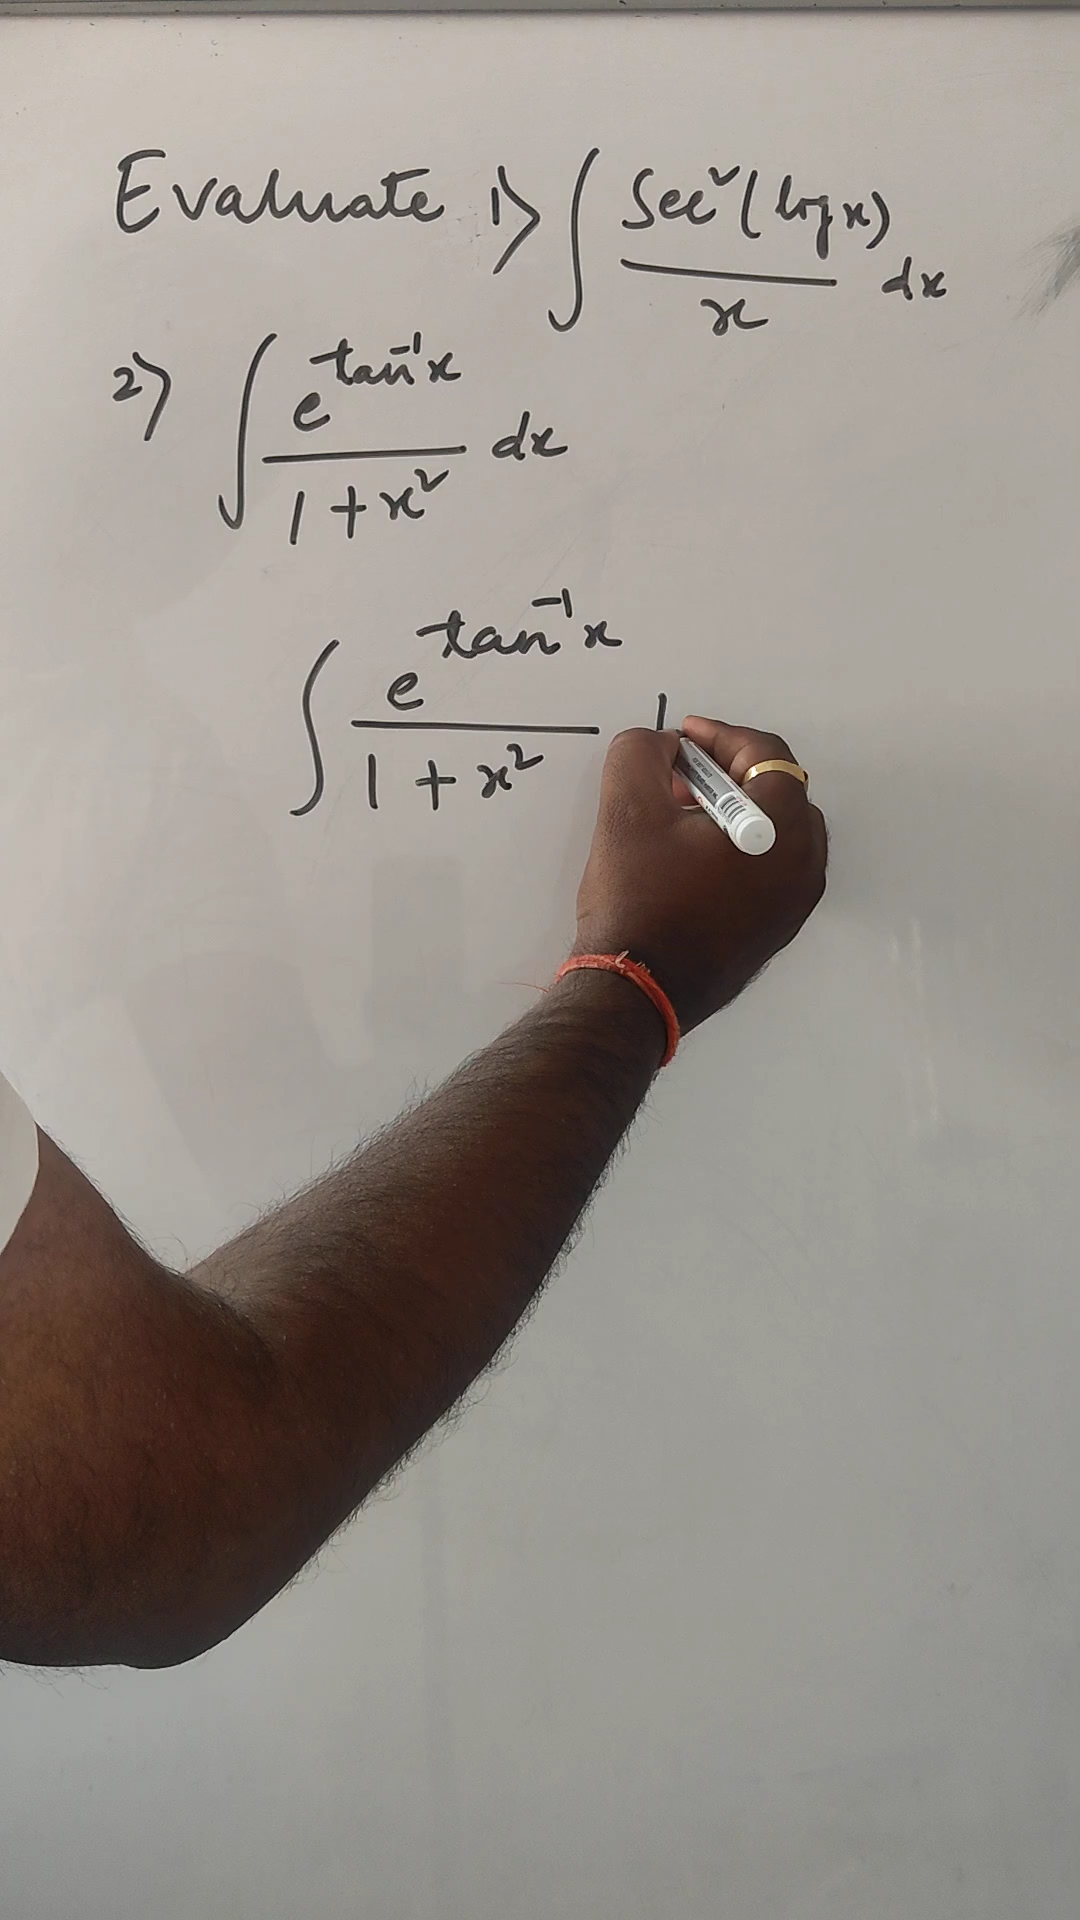 Evaluate 1) ∫ Sec²(log x)/x dx
2) ∫ e^tan⁻¹x / 1+x² dx
∫ e^tan⁻¹x / 1+x²